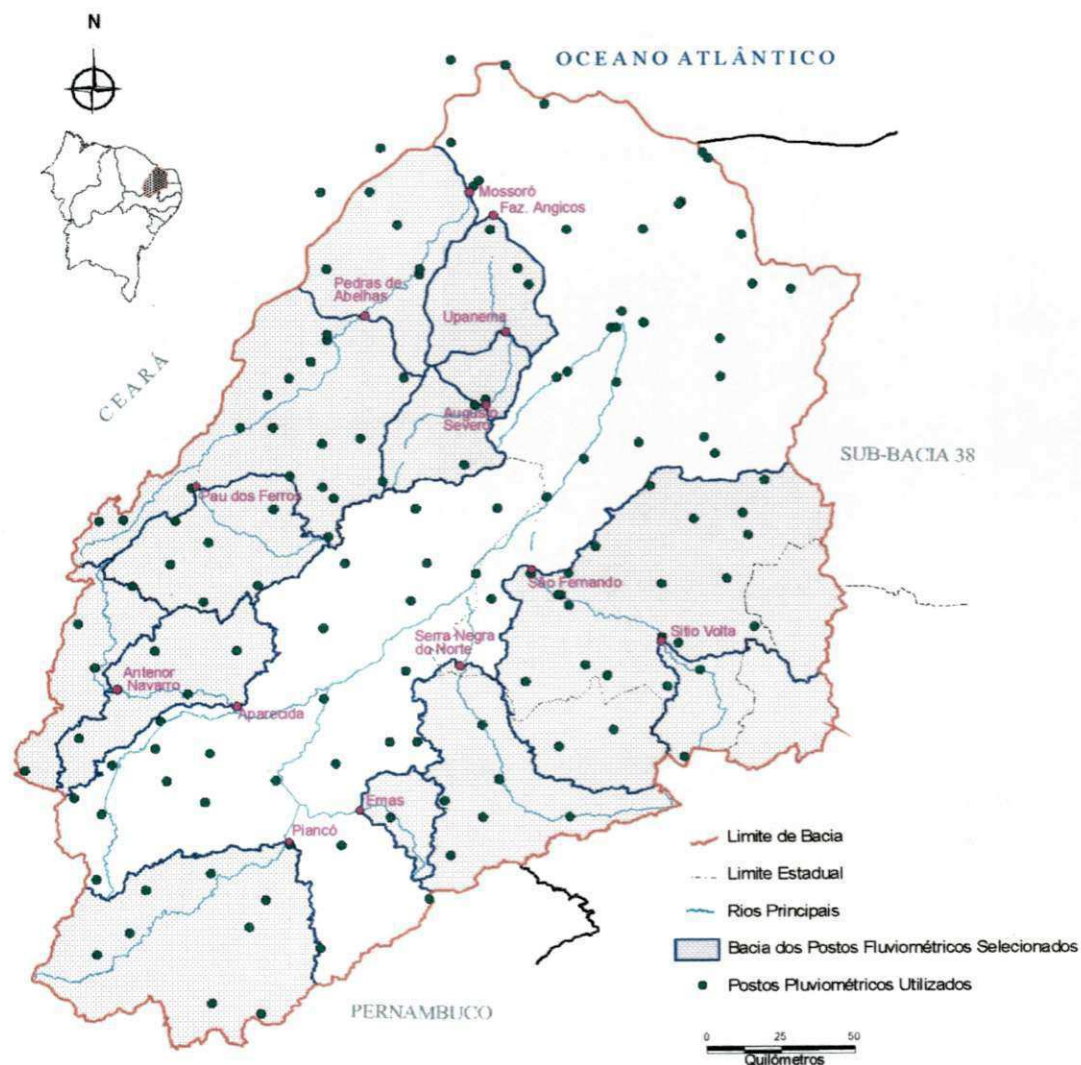 N
OCEANO ATLÂNTICO
Mossoró
Faz. Angicos
Pedras de
Abelhas
Upanema
CEARÁ
Augusto
Severo
SUB-BACIA 38
Pau dos Ferros
São Fernando
Serra Negra
do Norte
Sítio Volta
Antenor
Navarro
Aparecida
Emas
Piancó
Limite de Bacia
Limite Estadual
Rios Principais
Bacia dos Postos Fluviométricos Selecionados
Postos Pluviométricos Utilizados
PERNAMBUCO
0 25 50
Quilómetros